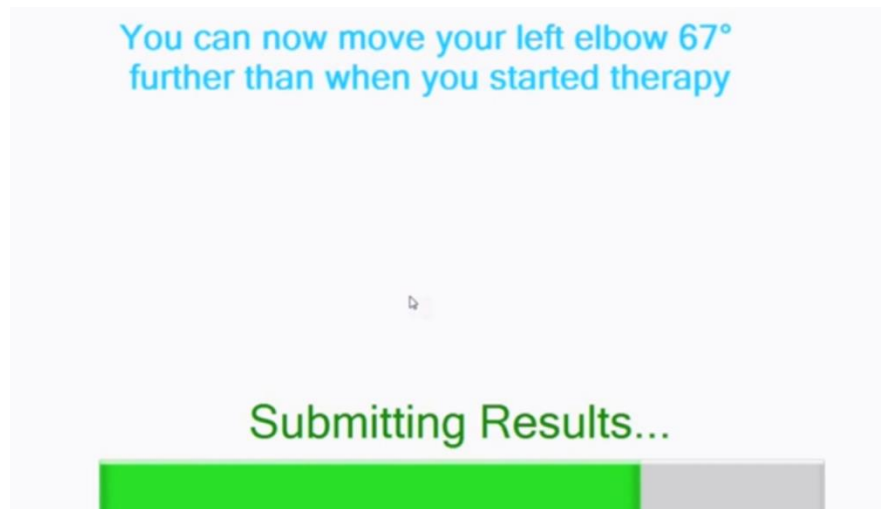 You can now move your left elbow 67°
further than when you started therapy
Submitting Results...